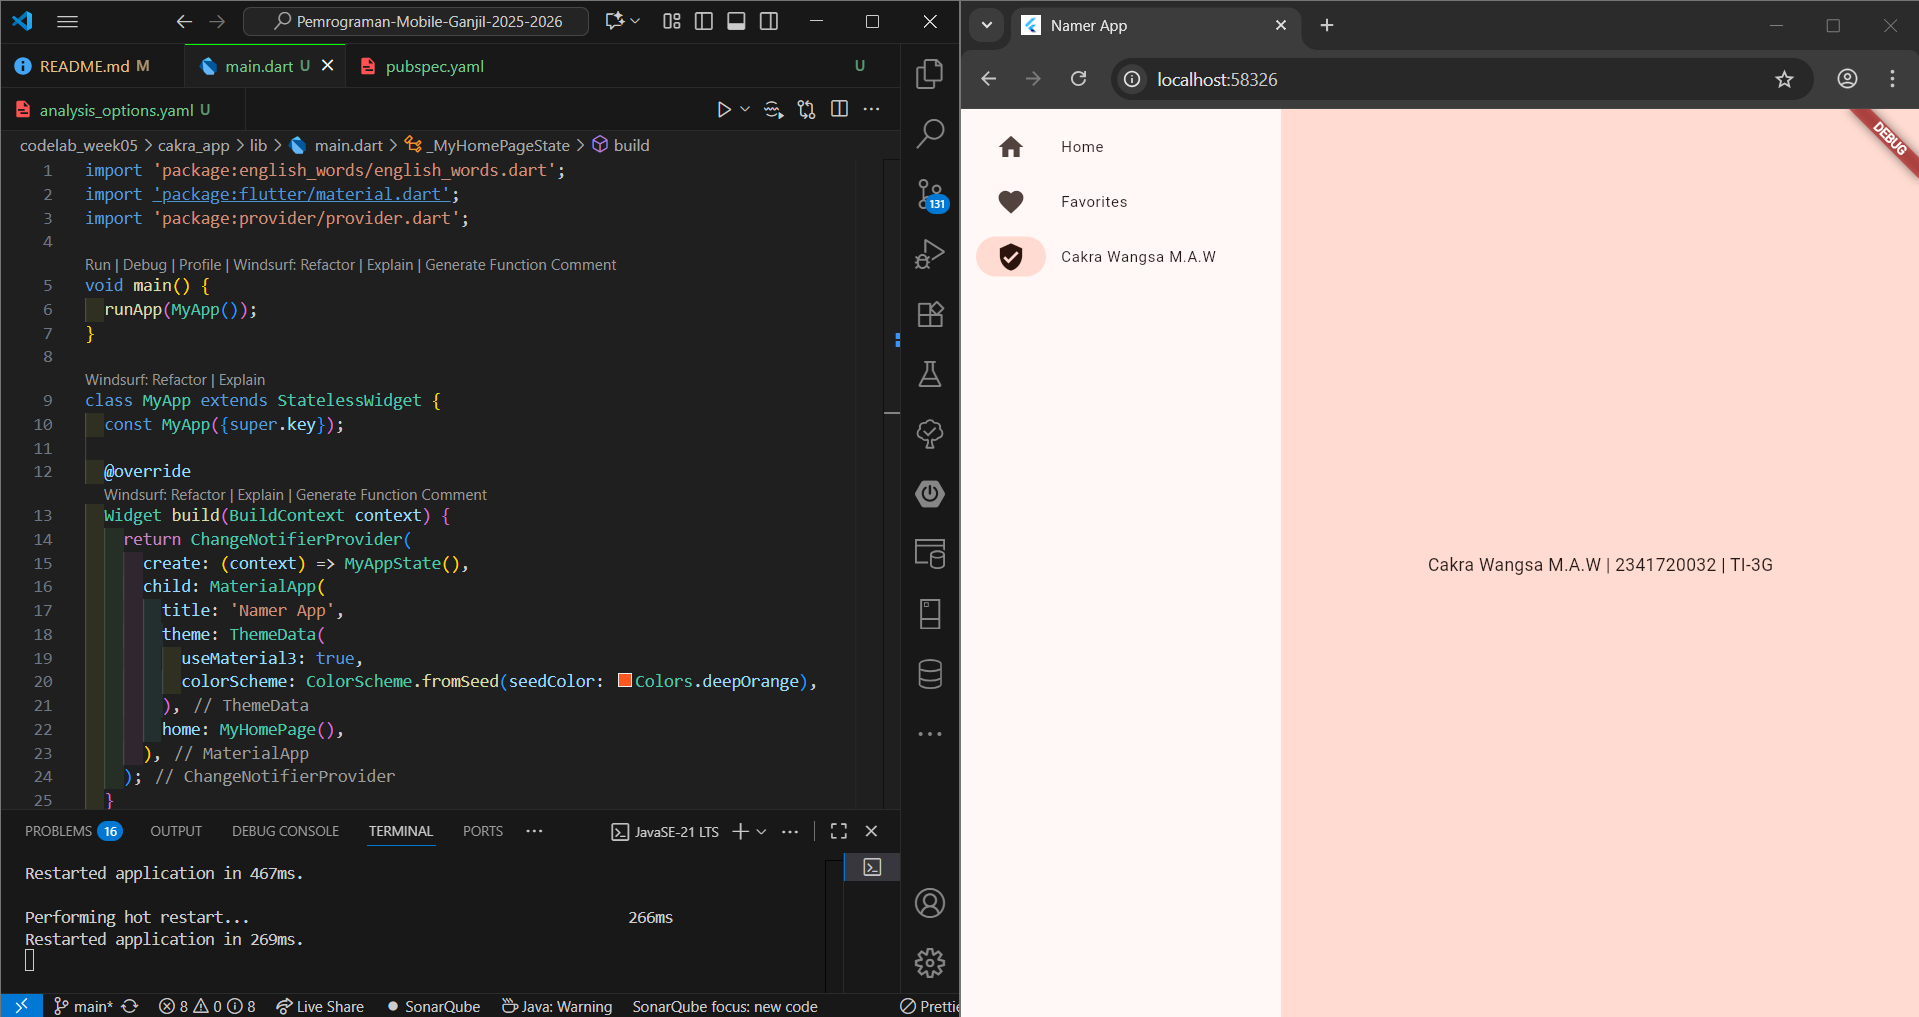 Pemrograman-Mobile-Ganjil-2025-2026
README.md M
main.dart U
pubspec.yaml U
analysis_options.yaml U
codelab_week05 > cakra_app > lib > main.dart > _MyHomePageState > build
1 import 'package:english_words/english_words.dart';
2 import 'package:flutter/material.dart';
3 import 'package:provider/provider.dart';
4
Run | Debug | Profile | Windsurf: Refactor | Explain | Generate Function Comment
5 void main() {
6 runApp(MyApp());
7 }
8
Windsurf: Refactor | Explain
9 class MyApp extends StatelessWidget {
10 const MyApp({super.key});
11
12 @override
Windsurf: Refactor | Explain | Generate Function Comment
13 Widget build(BuildContext context) {
14 return ChangeNotifierProvider(
15 create: (context) => MyAppState(),
16 child: MaterialApp(
17 title: 'Namer App',
18 theme: ThemeData(
19 useMaterial3: true,
20 colorScheme: ColorScheme.fromSeed(seedColor: Colors.deepOrange),
21 ), // ThemeData
22 home: MyHomePage(),
23 ), // MaterialApp
24 ); // ChangeNotifierProvider
25 }
131
PROBLEMS 16 OUTPUT DEBUG CONSOLE TERMINAL PORTS
JavaSE-21 LTS
Restarted application in 467ms.
Performing hot restart... 266ms
Restarted application in 269ms.
main* 8 0 8 Live Share SonarQube Java: Warning SonarQube focus: new code Prettie
Namer App
localhost:58326
DEBUG
Home
Favorites
Cakra Wangsa M.A.W
Cakra Wangsa M.A.W | 2341720032 | TI-3G